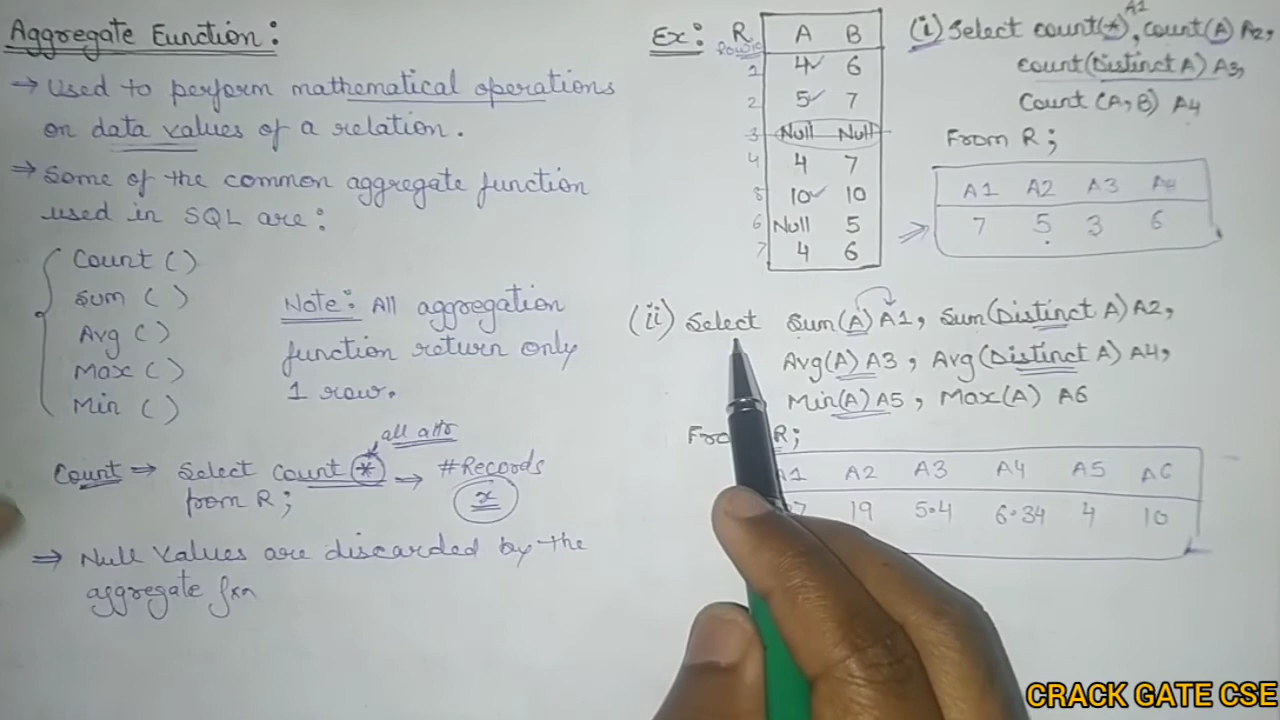 Aggregate Function:
→ Used to perform mathematical operations
on data values of a relation.
→ Some of the common aggregate function
used in SQL are:
Count ( )
Sum ( )
Avg ( )
Max ( )
Min ( )
Note: All aggregation
function return only
1 row.
all attr
Count ⇒ Select count (*) → #Records
from R; x
⇒ Null values are discarded by the
aggregate fxn
Ex: R A B
rows
1 4 6
2 5 7
3 Null Null
4 4 7
5 10 10
6 Null 5
7 4 6
(i) Select count(*) A1, count(A) A2,
count(Distinct A) A3,
Count (A,B) A4
From R;
A1 A2 A3 A4
7 5 3 6
(ii) Select Sum(A) A1, Sum(Distinct A) A2,
Avg(A) A3, Avg(Distinct A) A4,
Min(A) A5, Max(A) A6
R;
A1 A2 A3 A4 A5 A6
7 19 5.4 6.34 4 10
CRACK GATE CSE